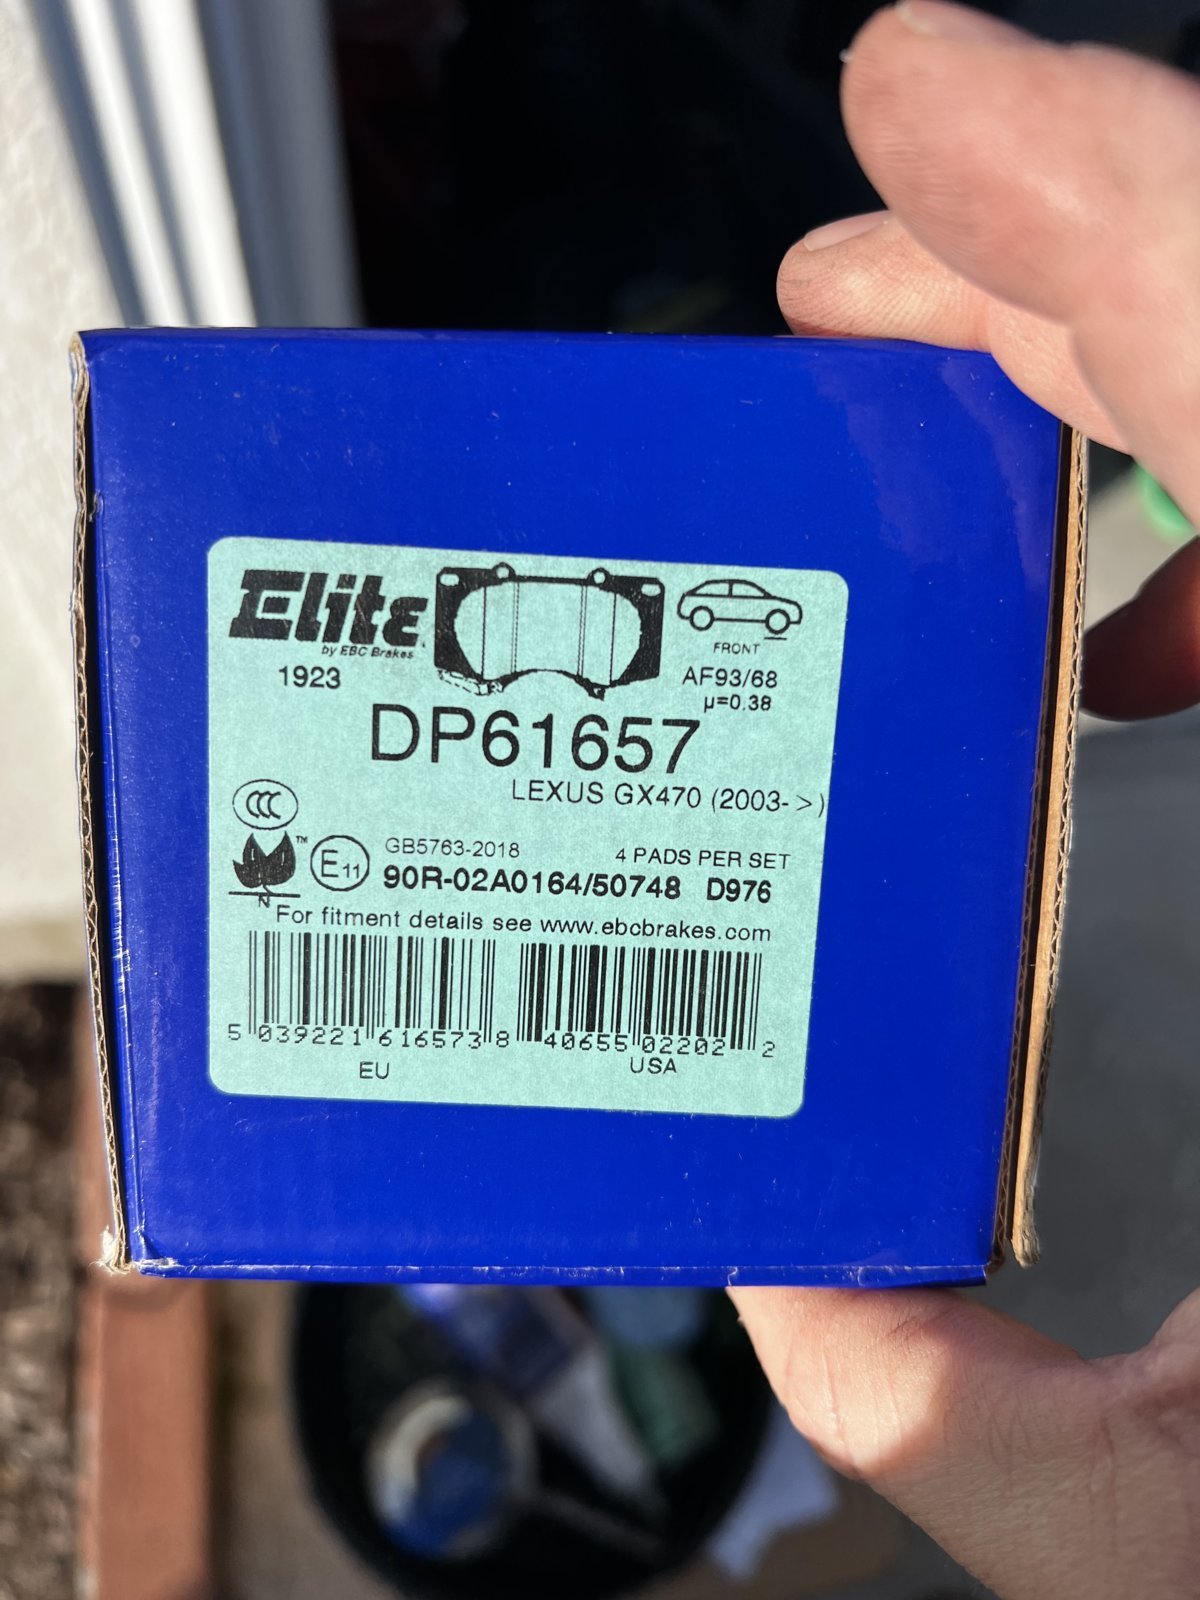 Elite
by EBC Brakes
1923
FRONT
AF93/68
µ=0.38
DP61657
LEXUS GX470 (2003->)
CCC
GB5763-2018
4 PADS PER SET
E11
90R-02A0164/50748 D976
TM
N
For fitment details see www.ebcbrakes.com
5 039221 616573 8
40655 02202 2
EU
USA